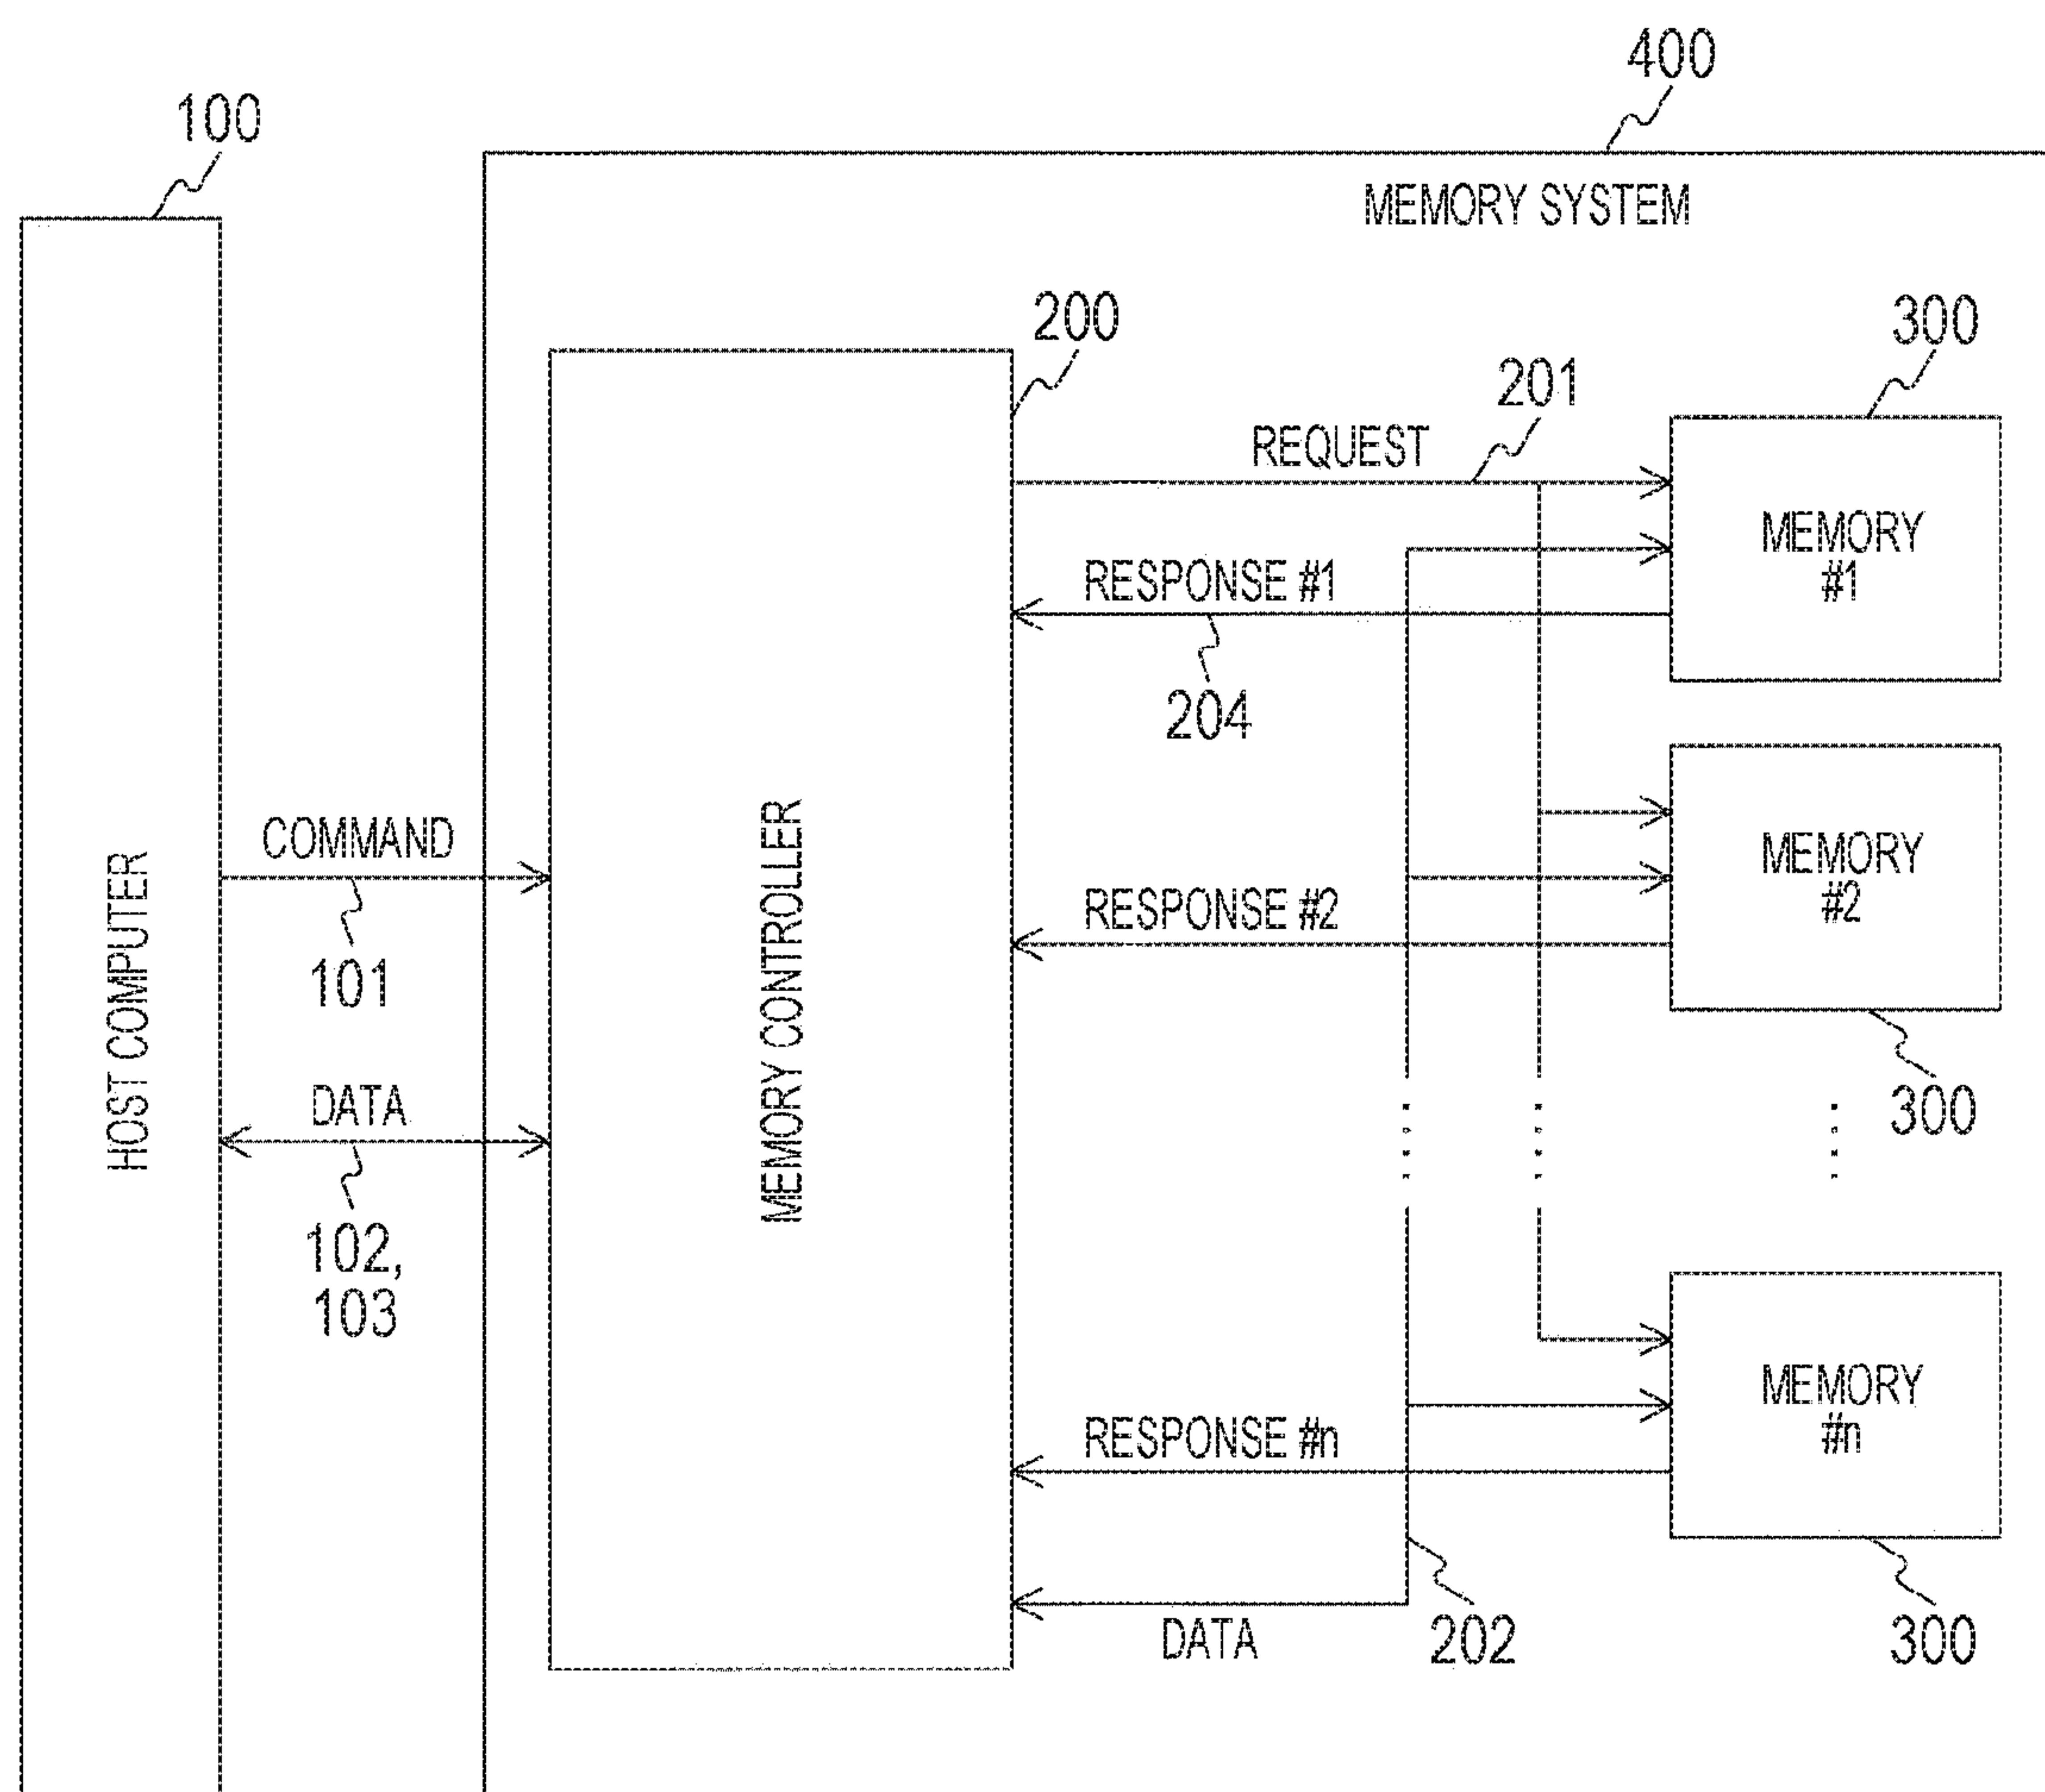 400
100
MEMORY SYSTEM
200
300
201
REQUEST
MEMORY
#1
RESPONSE #1
204
COMMAND
MEMORY
#2
RESPONSE #2
101
HOST COMPUTER
MEMORY CONTROLLER
DATA
300
102,
103
MEMORY
#n
RESPONSE #n
DATA
202
300